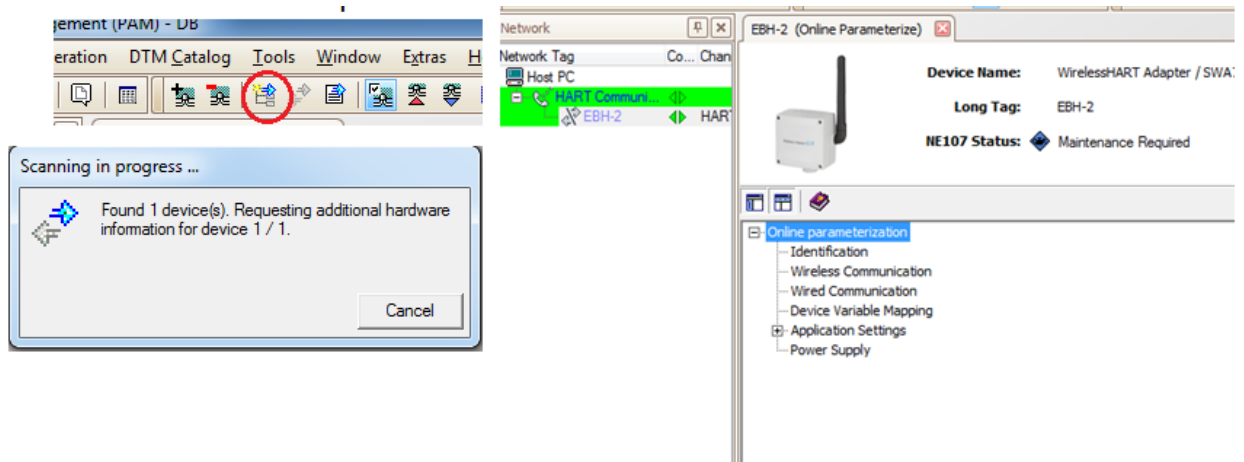 gement (PAM) - DB
eration DTM Catalog Tools Window Extras H
Scanning in progress ...
Found 1 device(s). Requesting additional hardware
information for device 1 / 1.
Cancel
Network
Network Tag Co... Chan
Host PC
HART Communi...
EBH-2 HART
EBH-2 (Online Parameterize)
Device Name: WirelessHART Adapter / SWA
Long Tag: EBH-2
NE107 Status: Maintenance Required
Online parameterization
Identification
Wireless Communication
Wired Communication
Device Variable Mapping
Application Settings
Power Supply